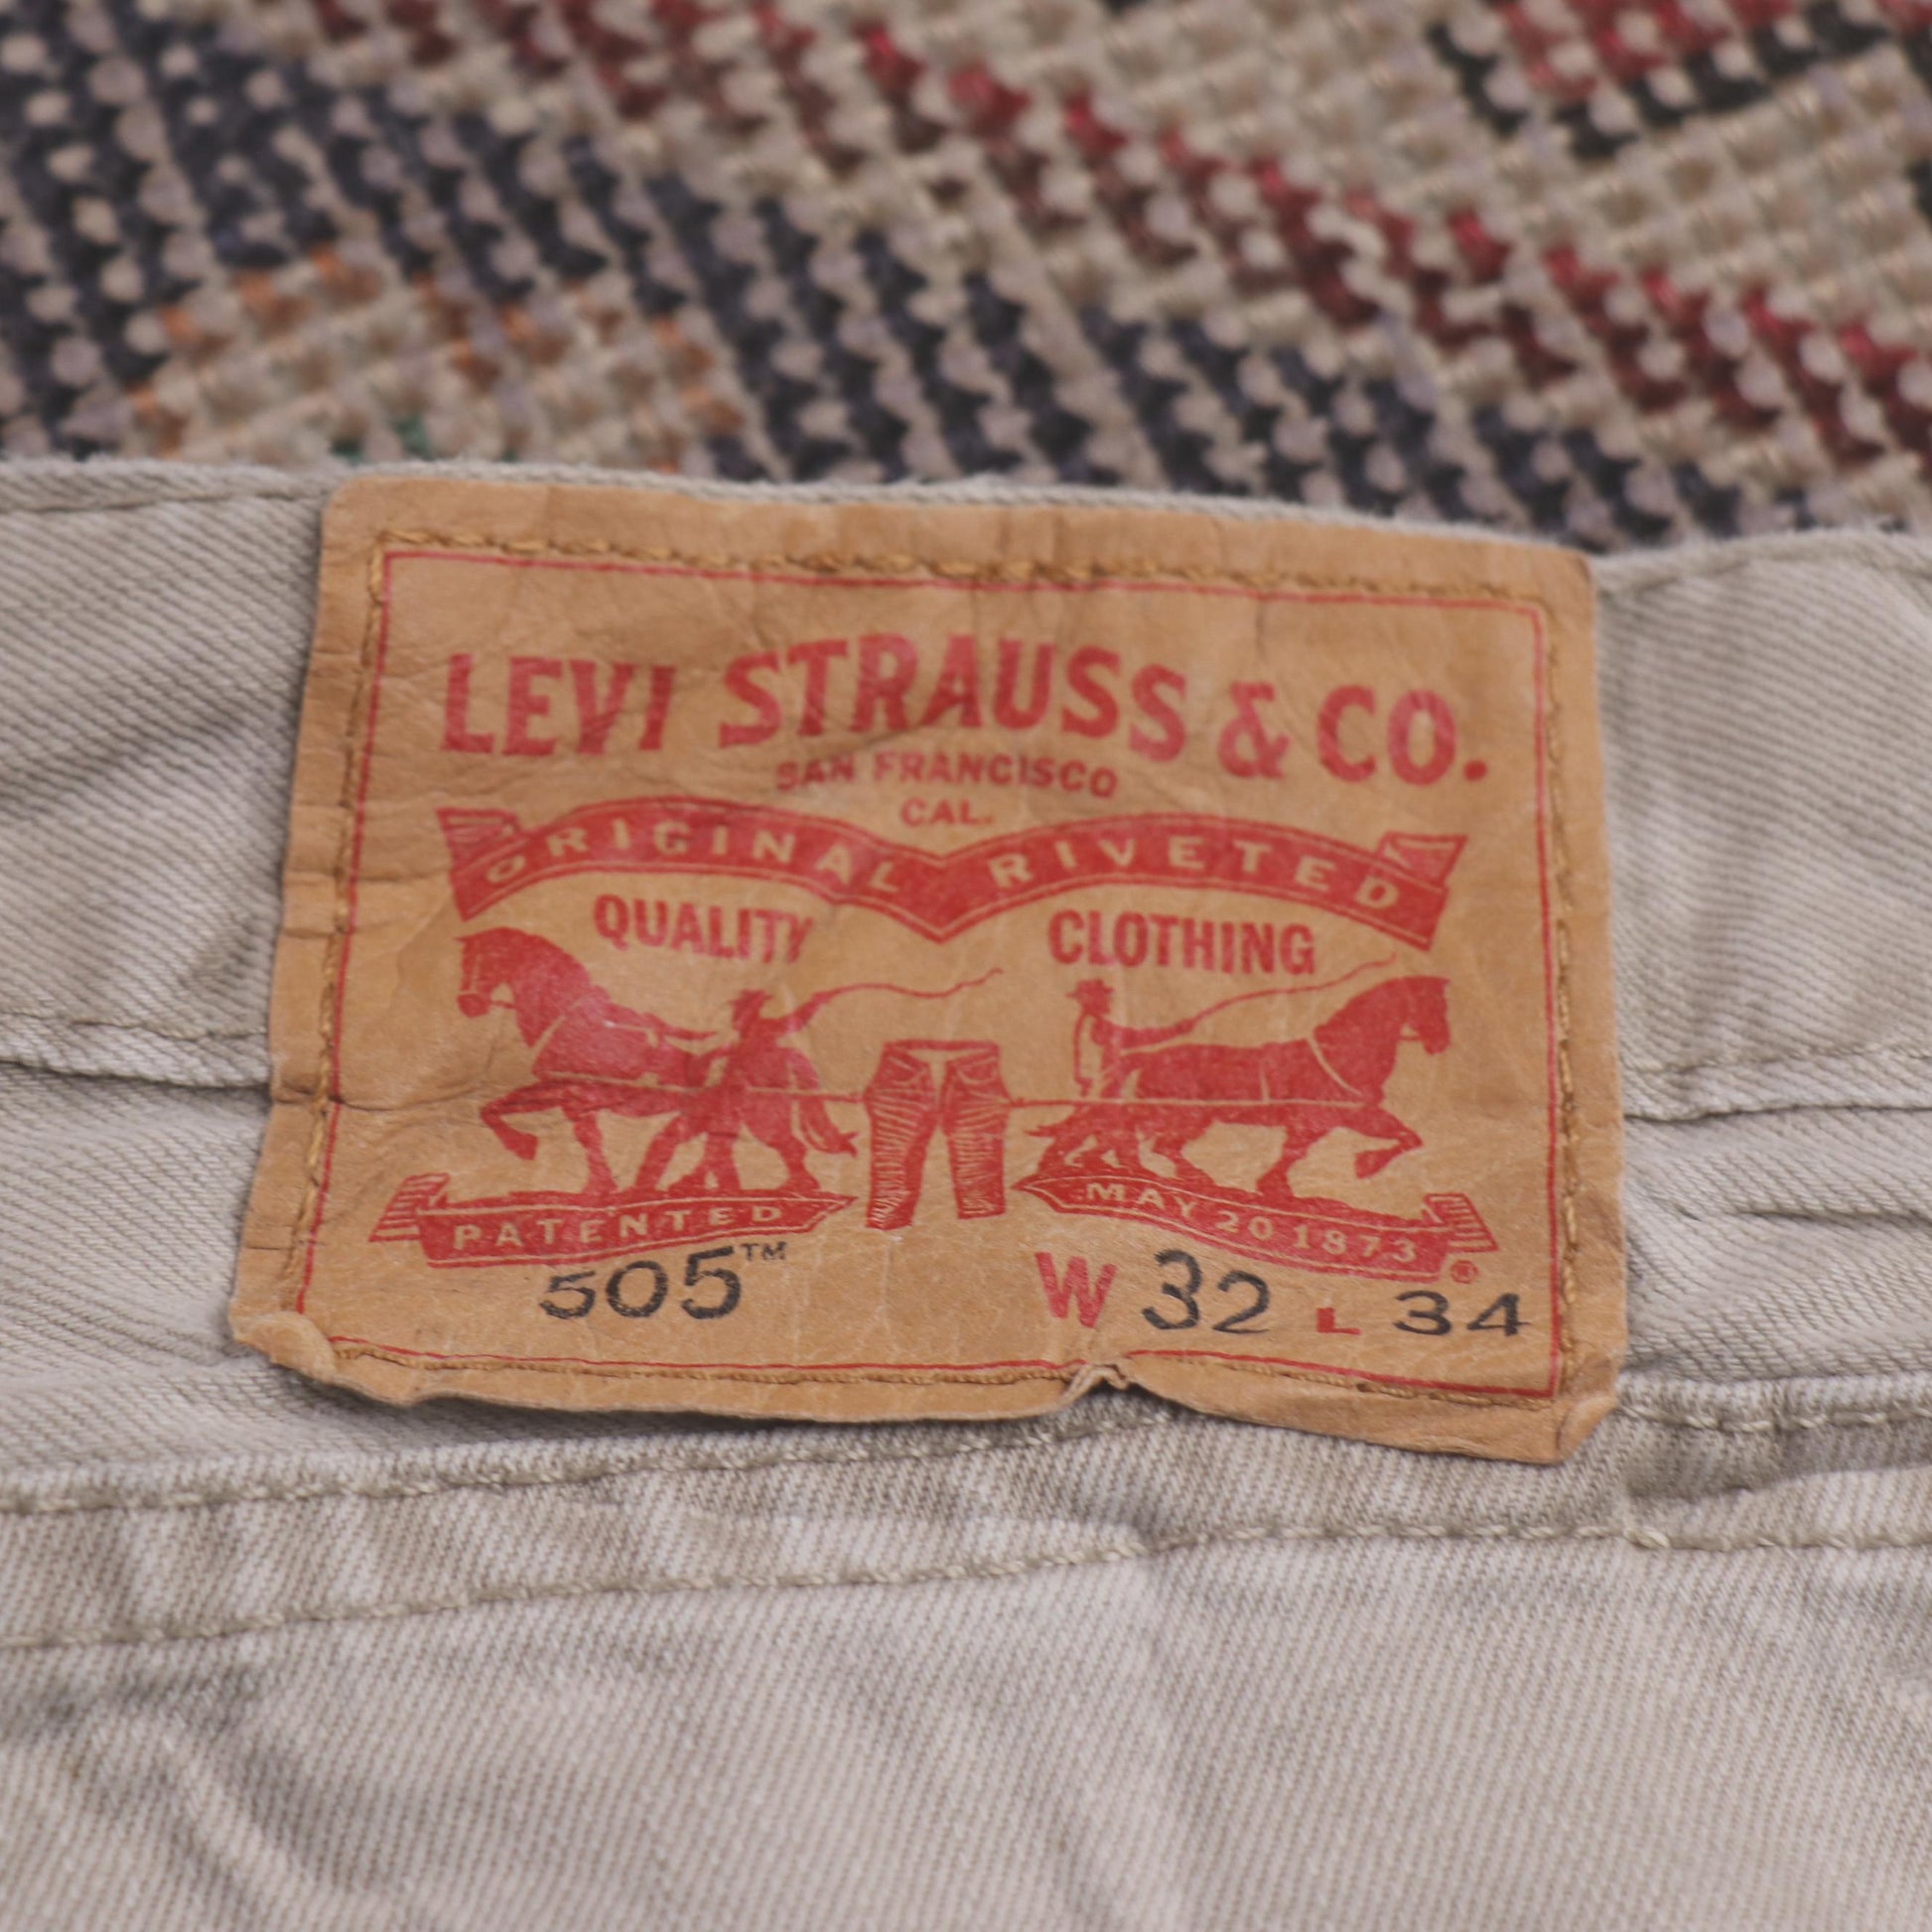 LEVI STRAUSS & CO.
SAN FRANCISCO
CAL.
ORIGINAL RIVETED
QUALITY CLOTHING
PATENTED MAY 20 1873 ®
505™ W 32 L 34